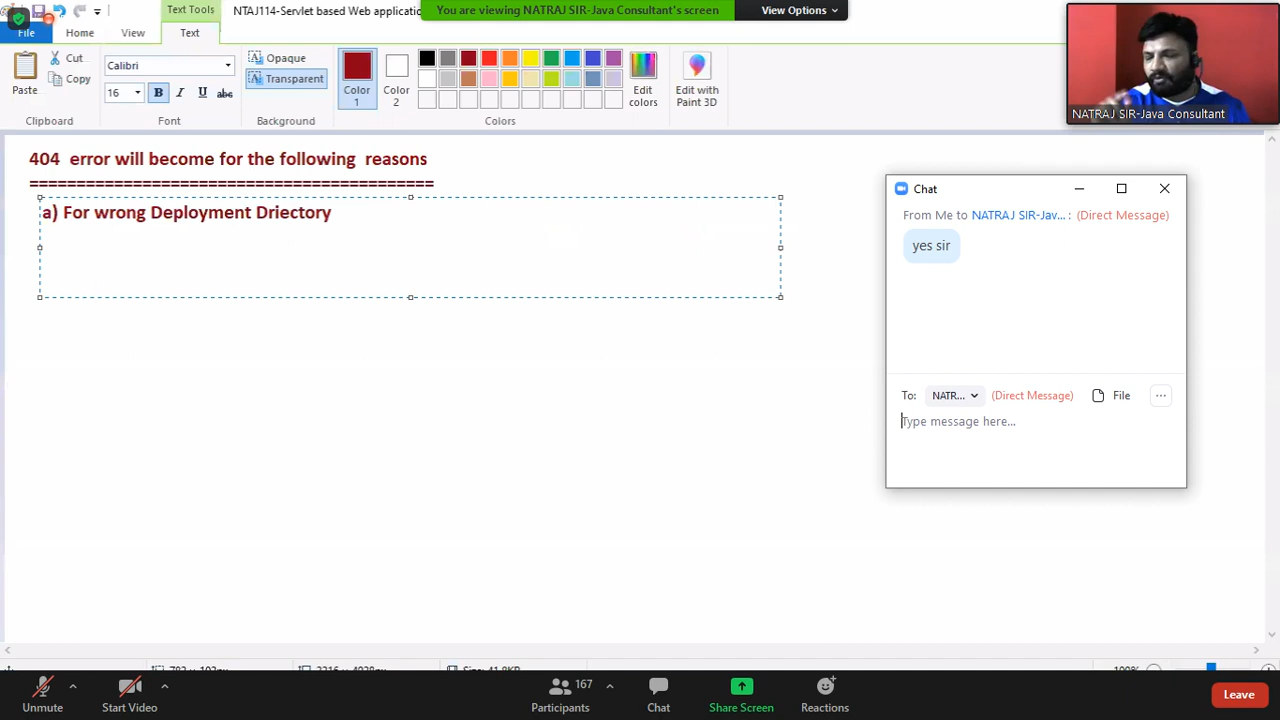 Text Tools
NTAJ114-Servlet based Web applicatio
You are viewing NATRAJ SIR-Java Consultant's screen
View Options
File
Home
View
Text
Paste
Cut
Copy
Clipboard
Calibri
16
B
I
U
abc
Font
Opaque
Transparent
Background
Color
1
Color
2
Edit
colors
Edit with
Paint 3D
Colors
NATRAJ SIR-Java Consultant
404 error will become for the following reasons
===========================================
a) For wrong Deployment Driectory
Chat
From Me to NATRAJ SIR-Jav... : (Direct Message)
yes sir
To: NATR... (Direct Message) File ...
Type message here...
Unmute
Start Video
167
Participants
Chat
Share Screen
Reactions
Leave